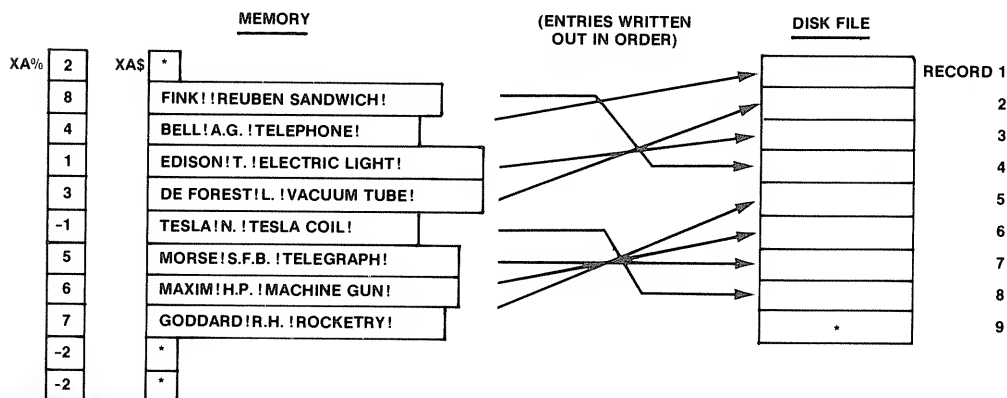 MEMORY
(ENTRIES WRITTEN
OUT IN ORDER)
DISK FILE
XA% 2 XA$ * RECORD 1
8 FINK!!REUBEN SANDWICH! 2
4 BELL!A.G.!TELEPHONE! 3
1 EDISON!T.!ELECTRIC LIGHT! 4
3 DE FOREST!L.!VACUUM TUBE! 5
-1 TESLA!N.!TESLA COIL! 6
5 MORSE!S.F.B.!TELEGRAPH! 7
6 MAXIM!H.P.!MACHINE GUN! 8
7 GODDARD!R.H.!ROCKETRY! * 9
-2 *
-2 *